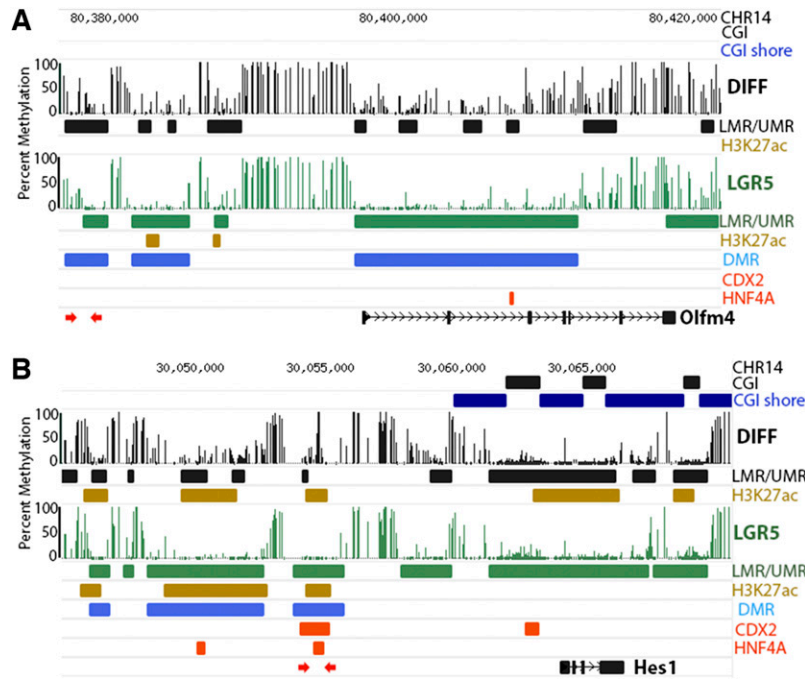 A
80,380,000 80,400,000 80,420,000 CHR14
CGI
CGI shore
Percent Methylation
100
50
0
DIFF
LMR/UMR
H3K27ac
100
50
0
LGR5
LMR/UMR
H3K27ac
DMR
CDX2
HNF4A
Olfm4
B
30,050,000 30,055,000 30,060,000 30,065,000 CHR14
CGI
CGI shore
Percent Methylation
100
50
0
DIFF
LMR/UMR
H3K27ac
100
50
0
LGR5
LMR/UMR
H3K27ac
DMR
CDX2
HNF4A
Hes1